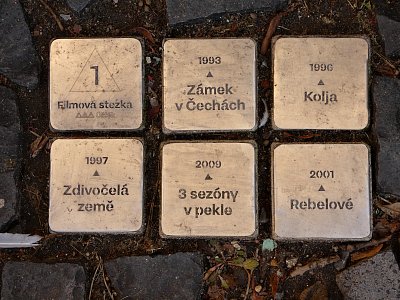 1
Filmová stezka
1993
Zámek
v Čechách
1996
Kolja
1997
Zdivočelá
země
2009
3 sezóny
v pekle
2001
Rebelové